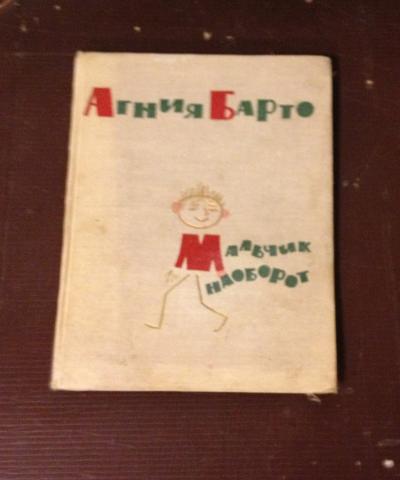 Агния Барто
Мальчик
наоборот